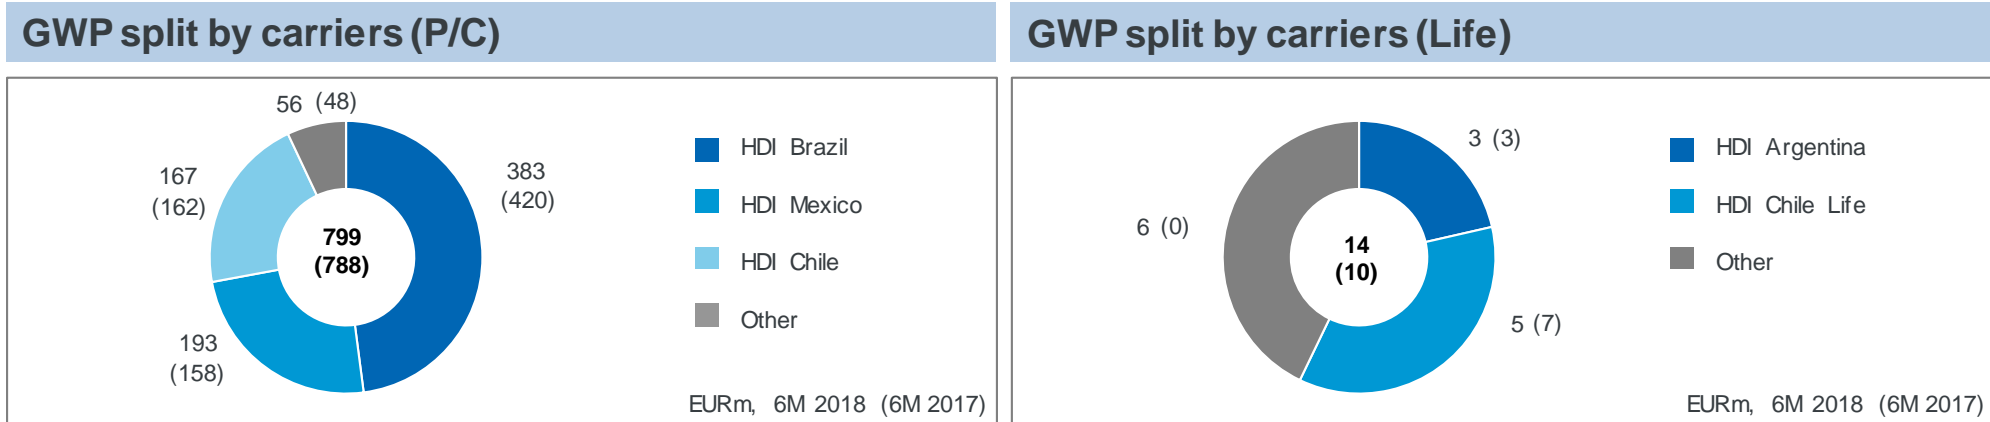 GWP split by carriers (P/C)
56 (48)
383
(420)
167
(162)
799
(788)
193
(158)
HDI Brazil
HDI Mexico
HDI Chile
Other
EURm, 6M 2018 (6M 2017)
GWP split by carriers (Life)
3 (3)
6 (0)
14
(10)
5 (7)
HDI Argentina
HDI Chile Life
Other
EURm, 6M 2018 (6M 2017)